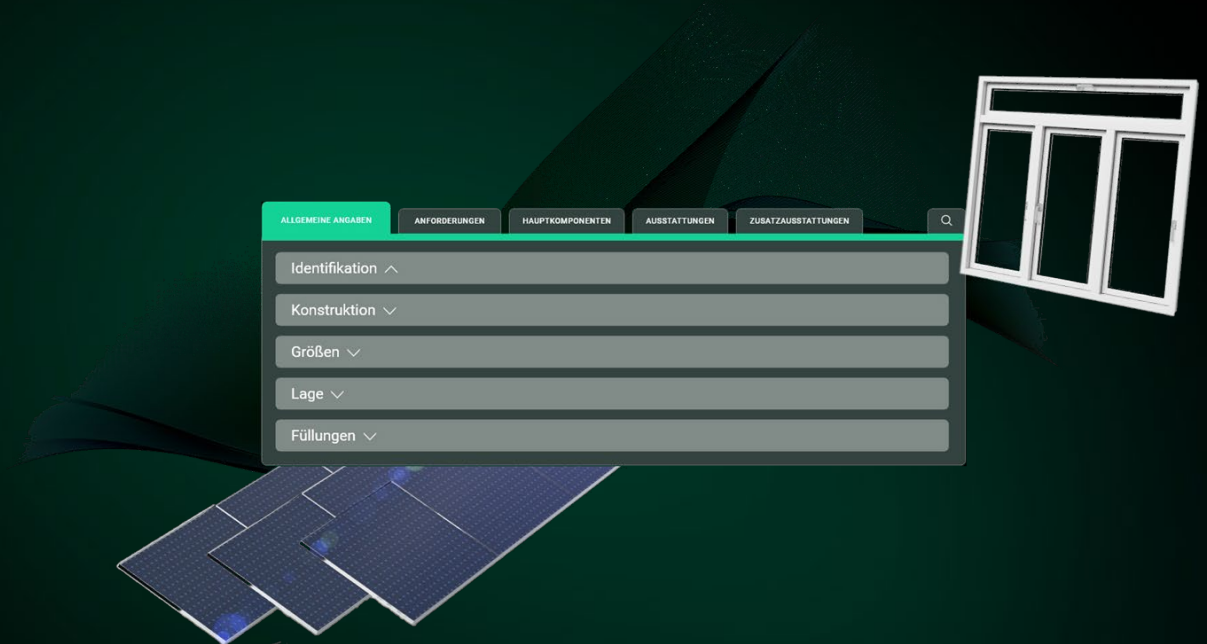 ALLGEMEINE ANGABEN
ANFORDERUNGEN
HAUPTKOMPONENTEN
AUSSTATTUNGEN
ZUSATZAUSSTATTUNGEN
Identifikation
Konstruktion
Größen
Lage
Füllungen